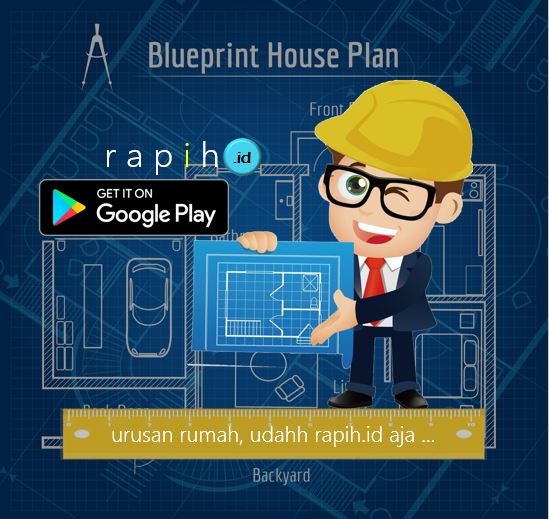 Blueprint House Plan
Front
rapih.id
GET IT ON
Google Play
urusan rumah, udahh rapih.id aja ...
Backyard